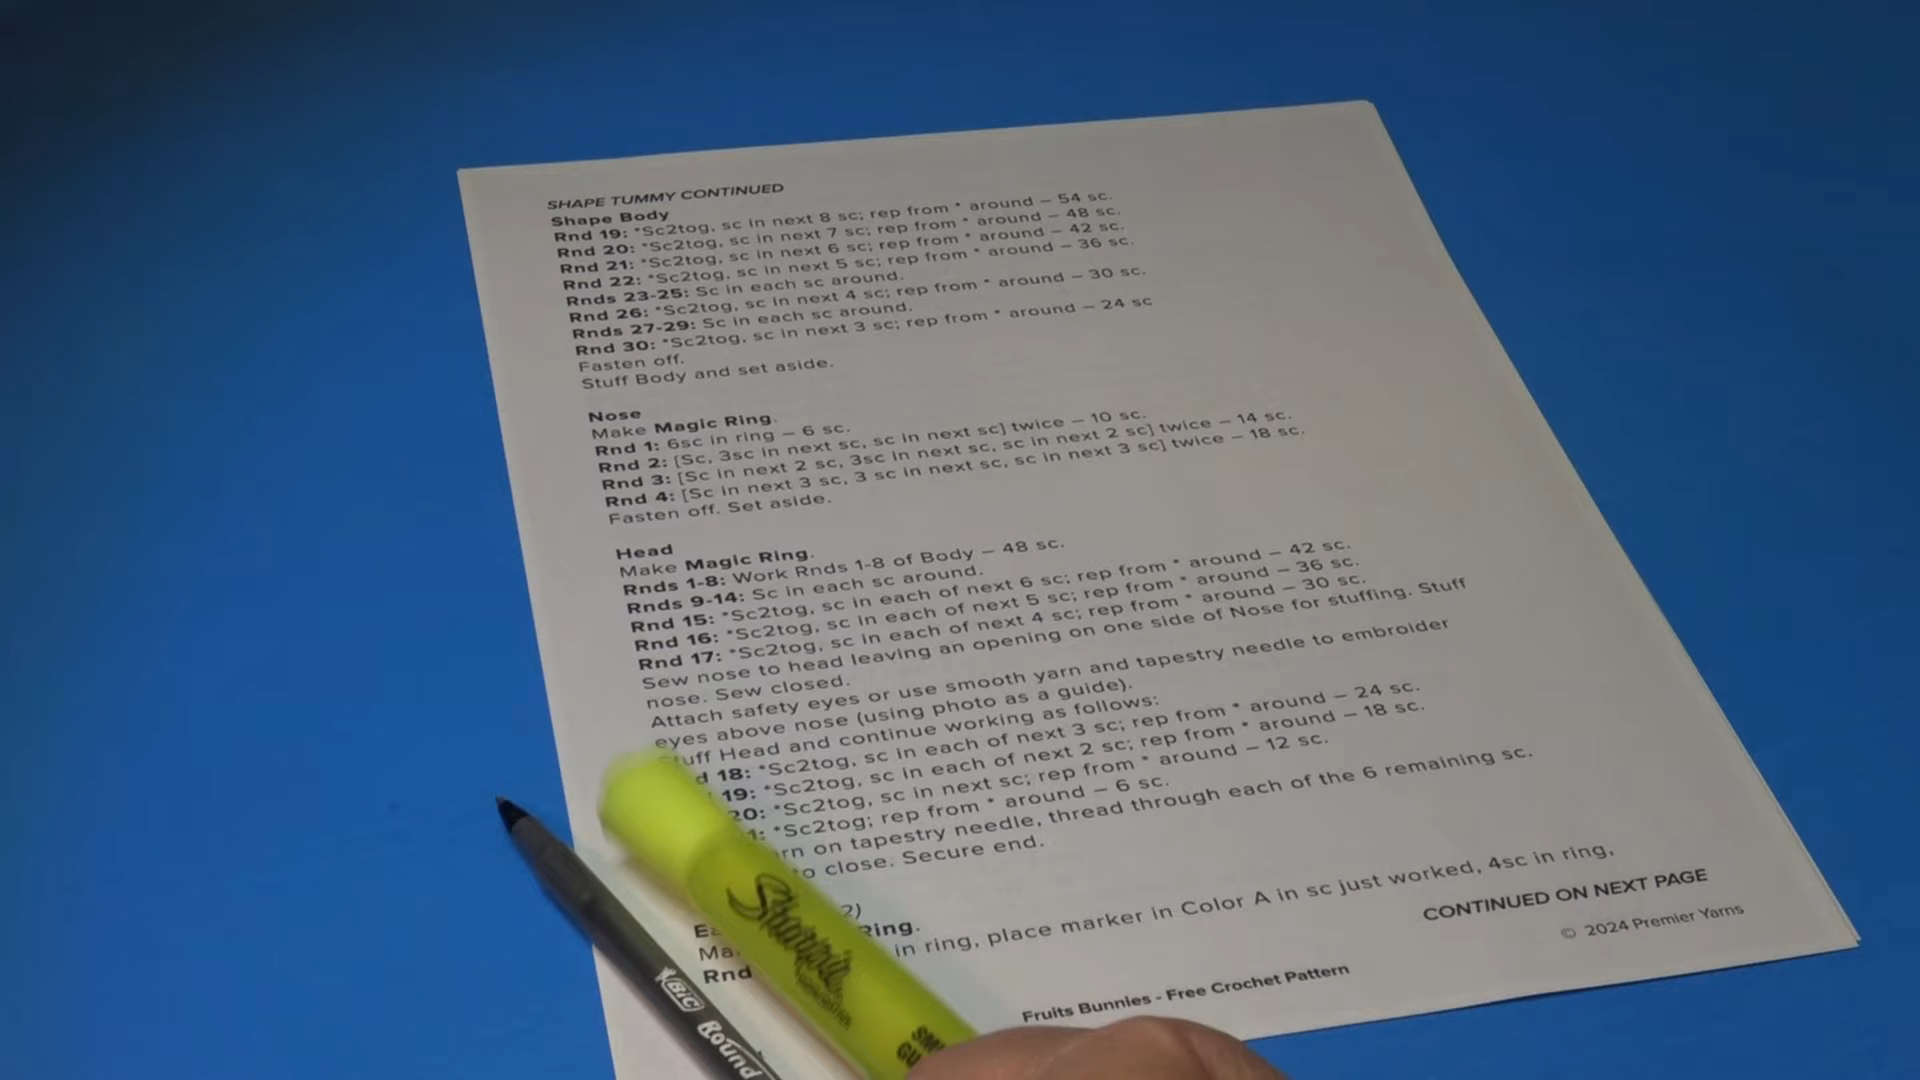 SHAPE TUMMY CONTINUED
Shape Body
Rnd 19: *Sc2tog, sc in next 8 sc; rep from * around – 54 sc.
Rnd 20: *Sc2tog, sc in next 7 sc; rep from * around – 48 sc.
Rnd 21: *Sc2tog, sc in next 6 sc; rep from * around – 42 sc.
Rnd 22: *Sc2tog, sc in next 5 sc; rep from * around – 36 sc.
Rnds 23-25: Sc in each sc around.
Rnd 26: *Sc2tog, sc in next 4 sc; rep from * around – 30 sc.
Rnds 27-29: Sc in each sc around.
Rnd 30: *Sc2tog, sc in next 3 sc; rep from * around – 24 sc
Fasten off.
Stuff Body and set aside.
Nose
Make Magic Ring.
Rnd 1: 6sc in ring – 6 sc.
Rnd 2: [Sc, 3sc in next sc, sc in next sc] twice – 10 sc.
Rnd 3: [Sc in next 2 sc, 3sc in next sc, sc in next 2 sc] twice – 14 sc.
Rnd 4: [Sc in next 3 sc, 3 sc in next sc, sc in next 3 sc] twice – 18 sc.
Fasten off. Set aside.
Head
Make Magic Ring.
Rnds 1-8: Work Rnds 1-8 of Body – 48 sc.
Rnds 9-14: Sc in each sc around.
Rnd 15: *Sc2tog, sc in each of next 6 sc; rep from * around – 42 sc.
Rnd 16: *Sc2tog, sc in each of next 5 sc; rep from * around – 36 sc.
Rnd 17: *Sc2tog, sc in each of next 4 sc; rep from * around – 30 sc.
Sew nose to head leaving an opening on one side of Nose for stuffing. Stuff
nose. Sew closed.
Attach safety eyes or use smooth yarn and tapestry needle to embroider
eyes above nose (using photo as a guide).
Stuff Head and continue working as follows:
d 18: *Sc2tog, sc in each of next 3 sc; rep from * around – 24 sc.
19: *Sc2tog, sc in each of next 2 sc; rep from * around – 18 sc.
20: *Sc2tog, sc in next sc; rep from * around – 12 sc.
1: *Sc2tog; rep from * around – 6 sc.
rn on tapestry needle, thread through each of the 6 remaining sc.
to close. Secure end.
2)
Ring.
Rnd in ring, place marker in Color A in sc just worked, 4sc in ring,
CONTINUED ON NEXT PAGE
© 2024 Premier Yarns
Fruits Bunnies - Free Crochet Pattern
Sharpie
BIC Round